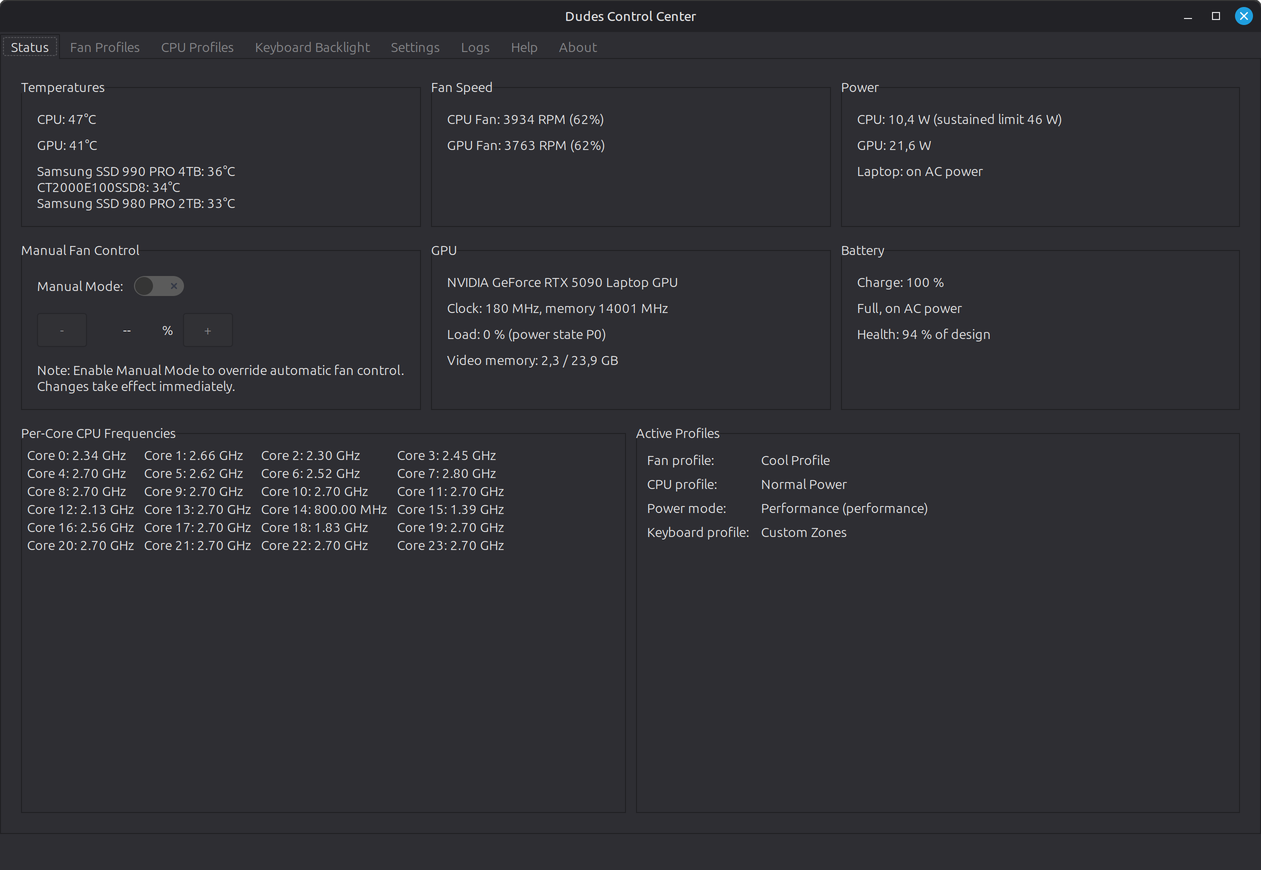 Dudes Control Center
Status Fan Profiles CPU Profiles Keyboard Backlight Settings Logs Help About
Temperatures
CPU: 47°C
GPU: 41°C
Samsung SSD 990 PRO 4TB: 36°C
CT2000E100SSD8: 34°C
Samsung SSD 980 PRO 2TB: 33°C
Fan Speed
CPU Fan: 3934 RPM (62%)
GPU Fan: 3763 RPM (62%)
Power
CPU: 10,4 W (sustained limit 46 W)
GPU: 21,6 W
Laptop: on AC power
Manual Fan Control
Manual Mode:
- -- % +
Note: Enable Manual Mode to override automatic fan control.
Changes take effect immediately.
GPU
NVIDIA GeForce RTX 5090 Laptop GPU
Clock: 180 MHz, memory 14001 MHz
Load: 0 % (power state P0)
Video memory: 2,3 / 23,9 GB
Battery
Charge: 100 %
Full, on AC power
Health: 94 % of design
Per-Core CPU Frequencies
Core 0: 2.34 GHz Core 1: 2.66 GHz Core 2: 2.30 GHz Core 3: 2.45 GHz
Core 4: 2.70 GHz Core 5: 2.62 GHz Core 6: 2.52 GHz Core 7: 2.80 GHz
Core 8: 2.70 GHz Core 9: 2.70 GHz Core 10: 2.70 GHz Core 11: 2.70 GHz
Core 12: 2.13 GHz Core 13: 2.70 GHz Core 14: 800.00 MHz Core 15: 1.39 GHz
Core 16: 2.56 GHz Core 17: 2.70 GHz Core 18: 1.83 GHz Core 19: 2.70 GHz
Core 20: 2.70 GHz Core 21: 2.70 GHz Core 22: 2.70 GHz Core 23: 2.70 GHz
Active Profiles
Fan profile: Cool Profile
CPU profile: Normal Power
Power mode: Performance (performance)
Keyboard profile: Custom Zones